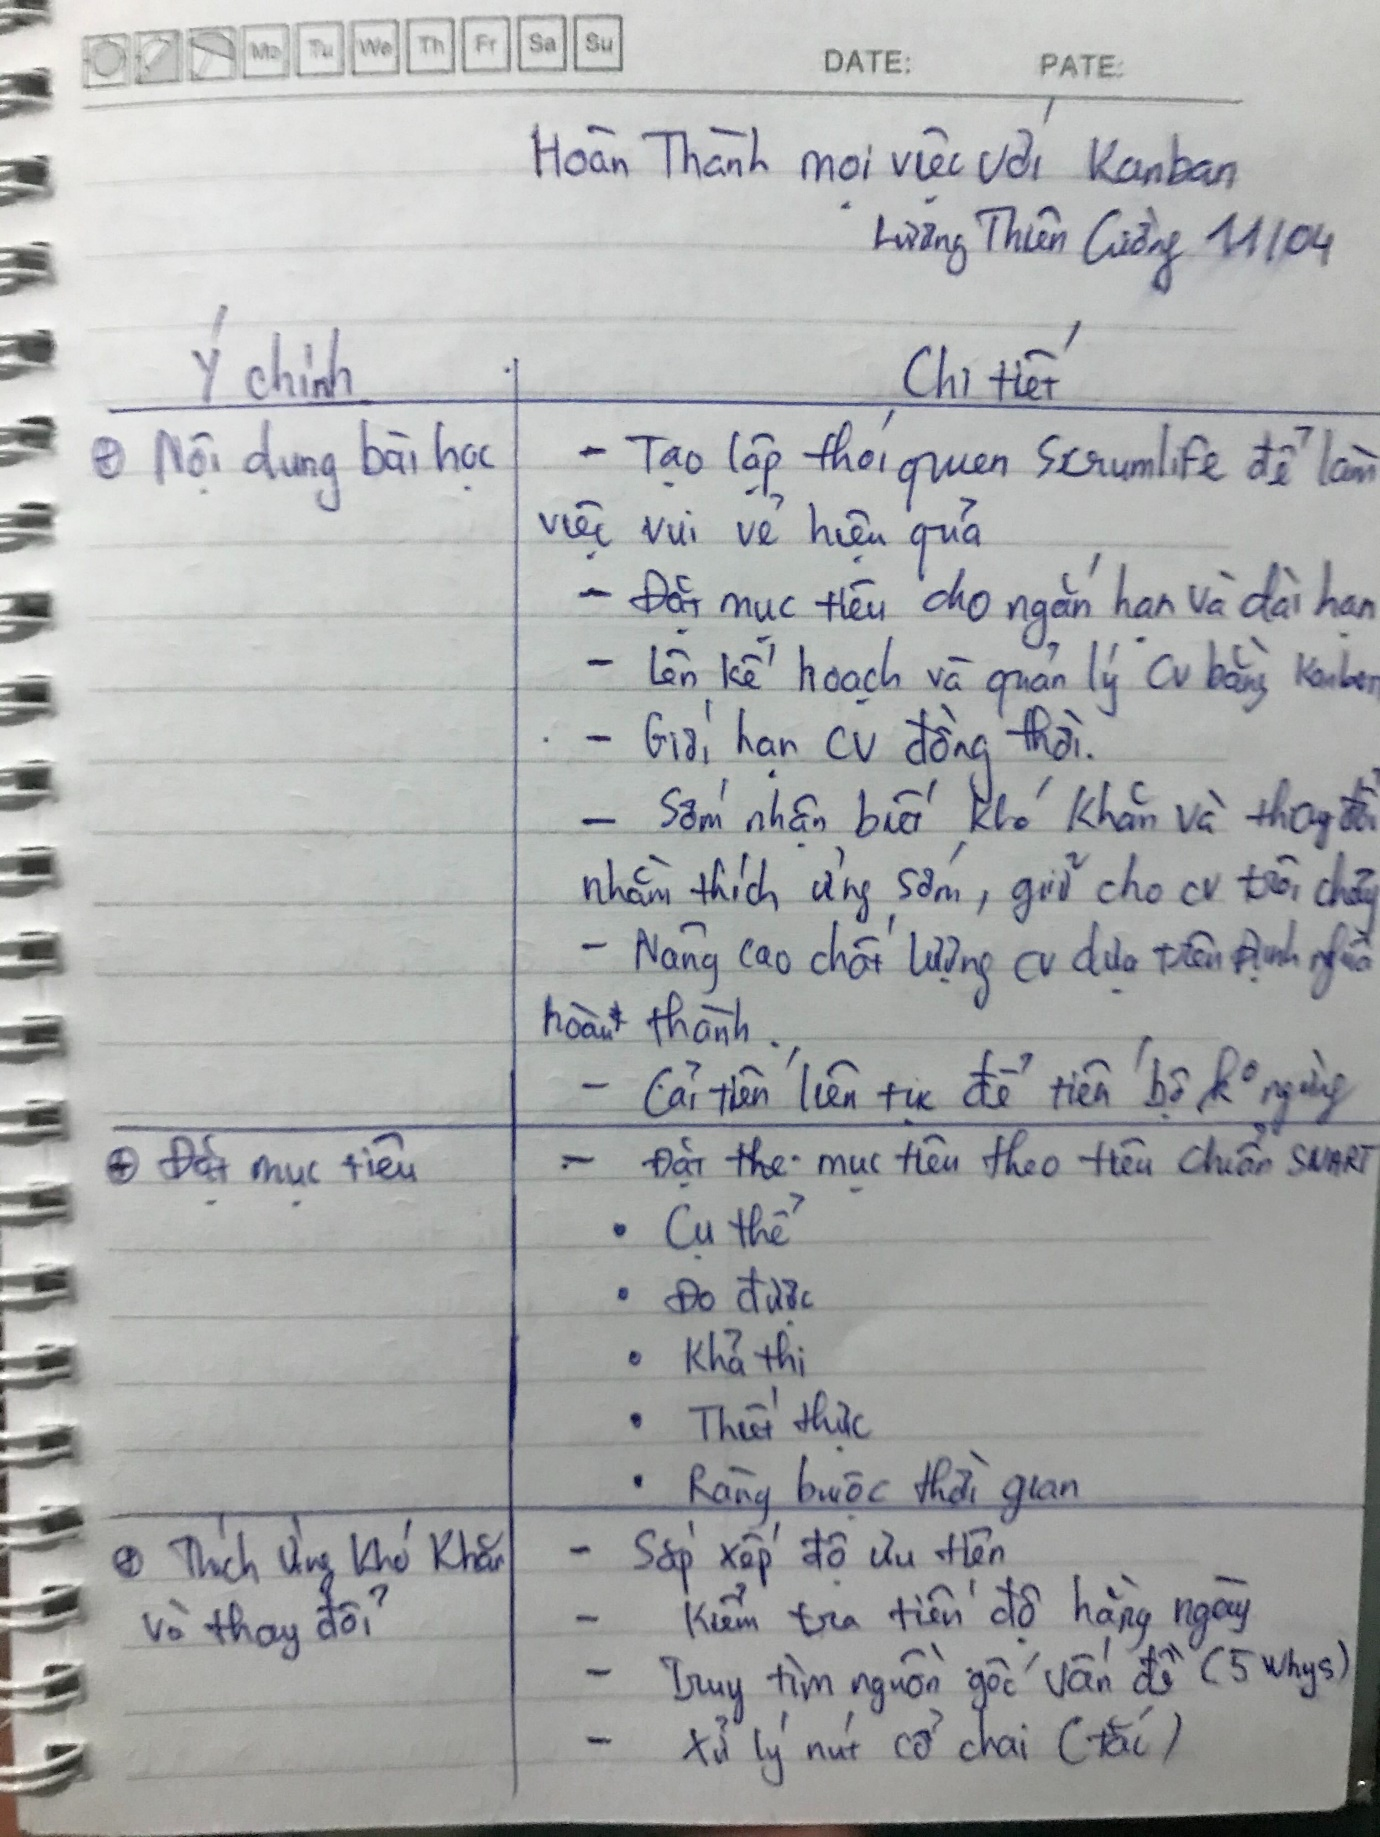 Mo Tu We Th Fr Sa Su DATE: PATE:
Hoàn Thành mọi việc với Kanban
Lương Thiện Cường 11/04
Ý chính Chi tiết
⊕ Nội dung bài học - Tạo lập thói quen Scrumlife để làm
việc vui vẻ hiệu quả
- Đặt mục tiêu cho ngắn hạn và dài hạn
- Lên kế hoạch và quản lý CV bằng Kanban
- Giới hạn CV đồng thời.
- Sớm nhận biết khó khăn và thay đổi
nhằm thích ứng sớm, giữ cho cv trôi chảy
- Nâng cao chất lượng cv dựa trên Định nghĩa
hoàn thành.
- Cải tiến liên tục để tiến bộ k° ngừng
⊕ Đặt mục tiêu - Đặt the mục tiêu theo tiêu chuẩn SMART
• Cụ thể
• Đo được
• Khả thi
• Thiết thực
• Ràng buộc thời gian
⊕ Thích ứng khó khăn - Sắp xếp độ ưu tiên
và thay đổi - Kiểm tra tiến độ hằng ngày
- Truy tìm nguồn gốc vấn đề (5 whys)
- Xử lý nút cổ chai (tắc)